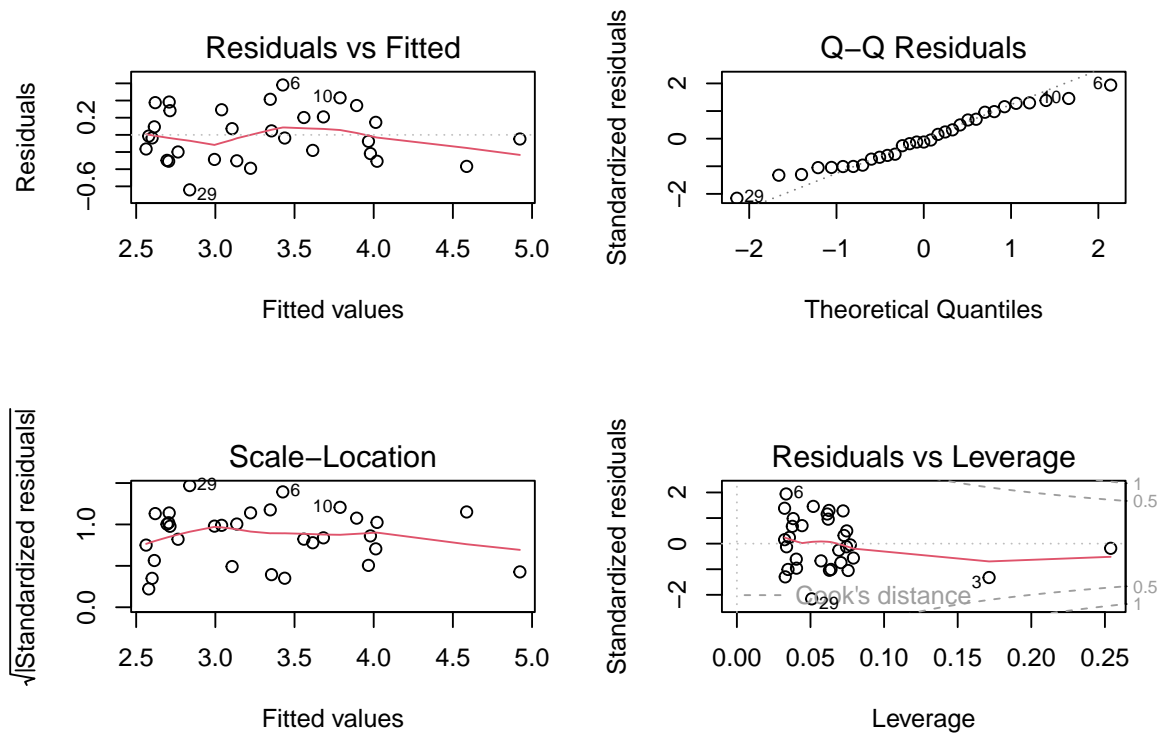 Residuals vs Fitted
Residuals
0.2
−0.6
6
10
29
2.5 3.0 3.5 4.0 4.5 5.0
Fitted values
Q−Q Residuals
Standardized residuals
2
0
−2
6
10
29
−2 −1 0 1 2
Theoretical Quantiles
Scale−Location
√|Standardized residuals|
1.0
0.0
29
6
10
2.5 3.0 3.5 4.0 4.5 5.0
Fitted values
Residuals vs Leverage
Standardized residuals
2
0
−2
6
3
29
Cook's distance
1
0.5
0.5
1
0.00 0.05 0.10 0.15 0.20 0.25
Leverage